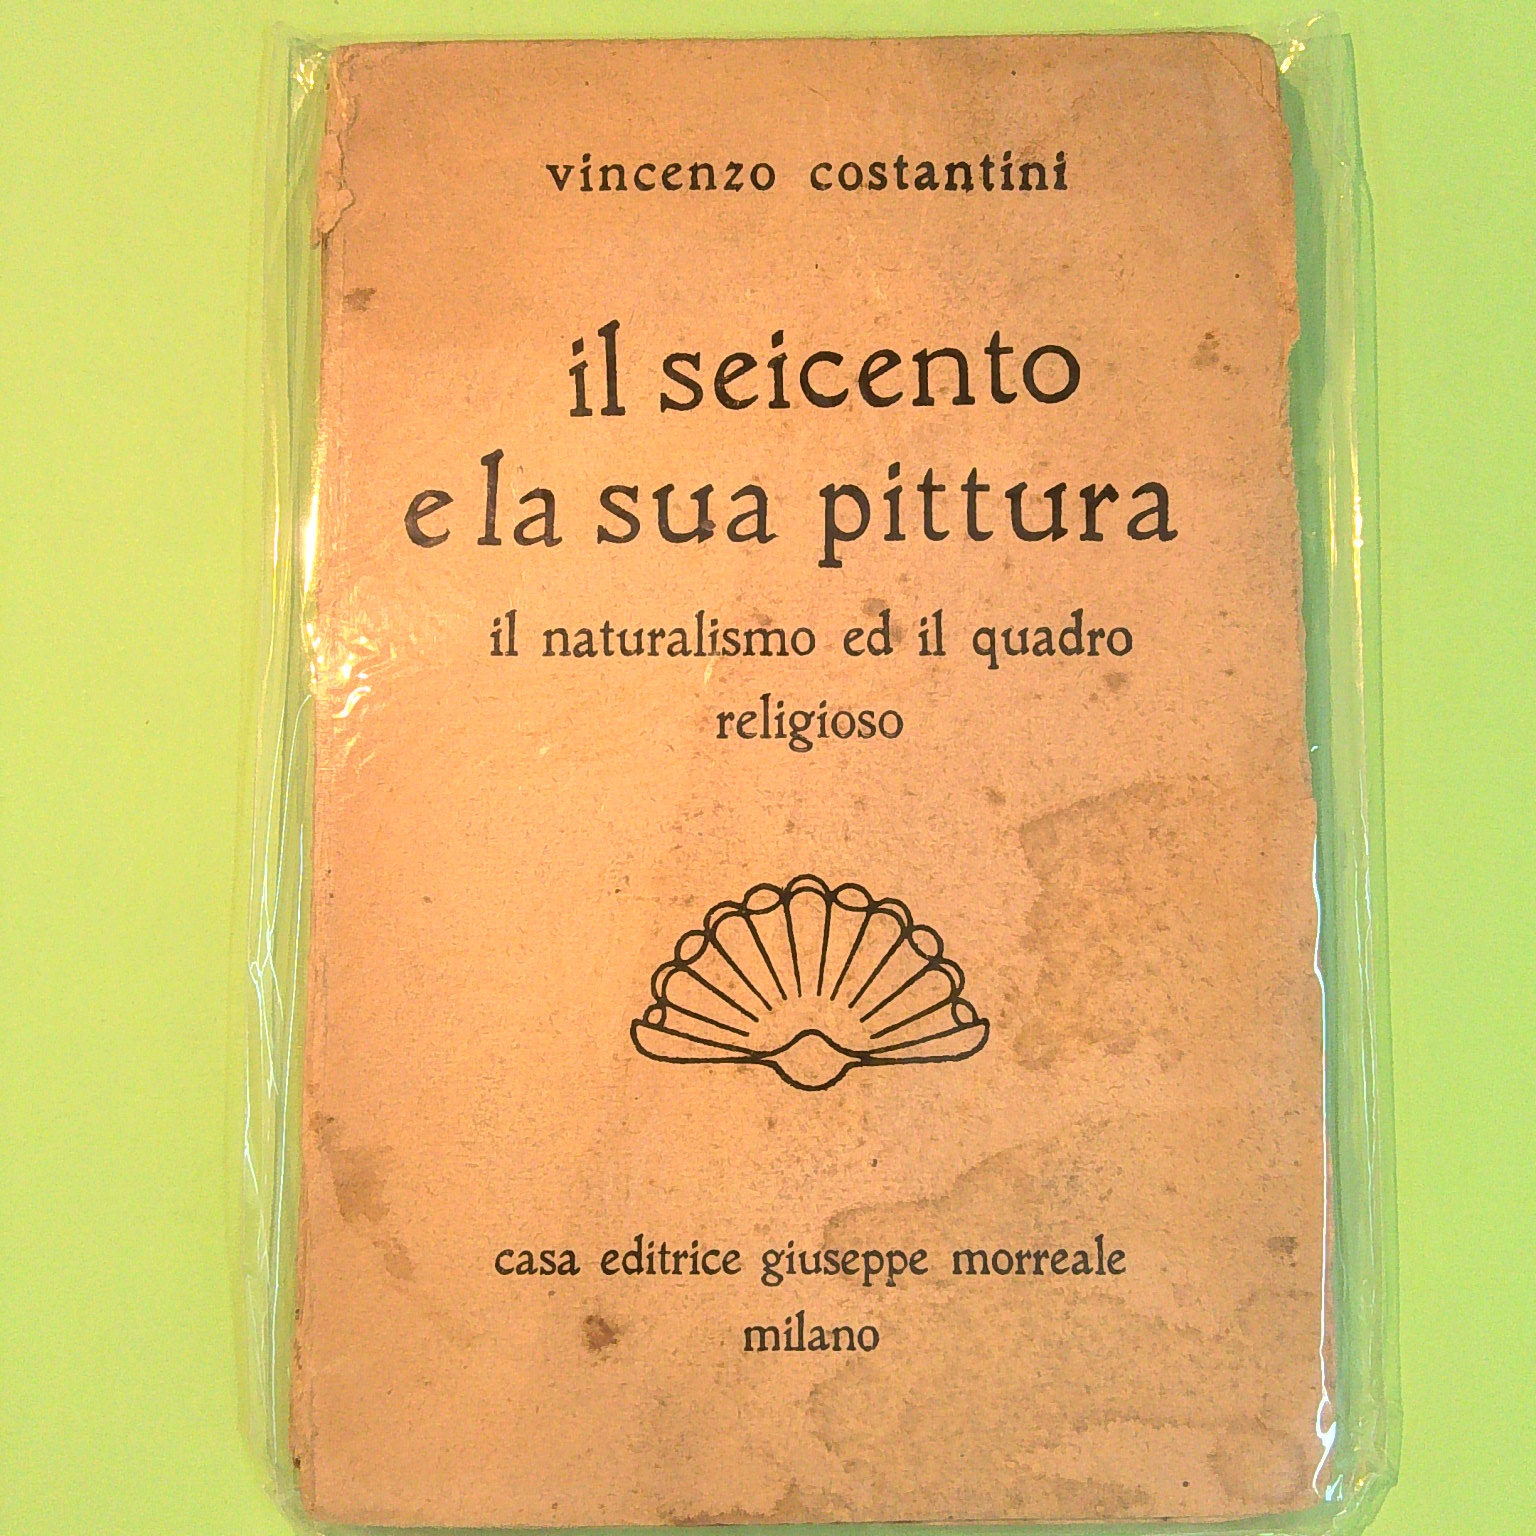 vincenzo costantini
il seicento
e la sua pittura
il naturalismo ed il quadro
religioso
casa editrice giuseppe morreale
milano